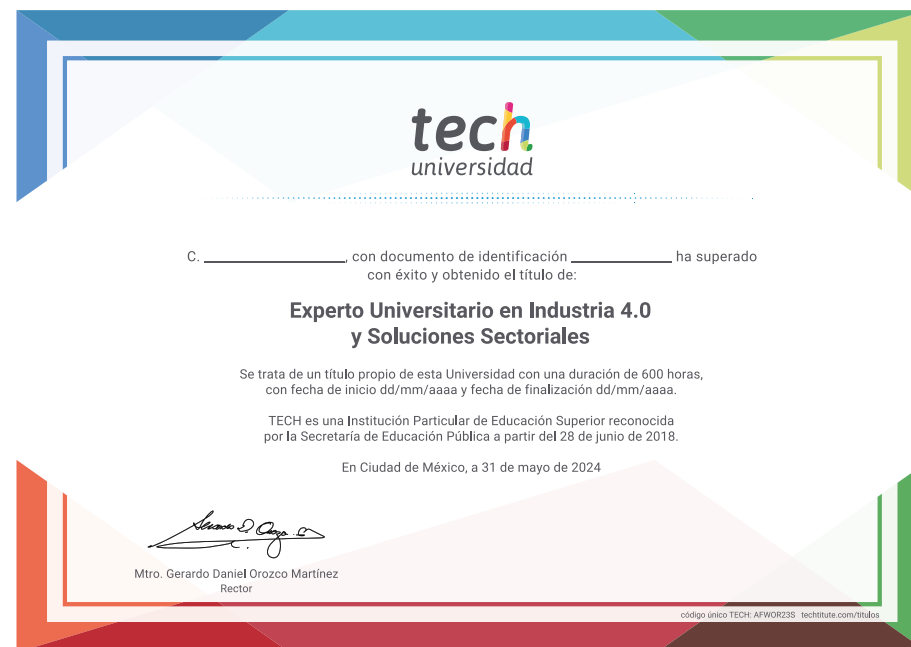 tech
universidad
C. ____________, con documento de identificación ____________ ha superado
con éxito y obtenido el título de:
Experto Universitario en Industria 4.0
y Soluciones Sectoriales
Se trata de un título propio de esta Universidad con una duración de 600 horas,
con fecha de inicio dd/mm/aaaa y fecha de finalización dd/mm/aaaa.
TECH es una Institución Particular de Educación Superior reconocida
por la Secretaría de Educación Pública a partir del 28 de junio de 2018.
En Ciudad de México, a 31 de mayo de 2024
Mtro. Gerardo Daniel Orozco Martínez
Rector
código único TECH: AFWOR23S techtitute.com/titulos